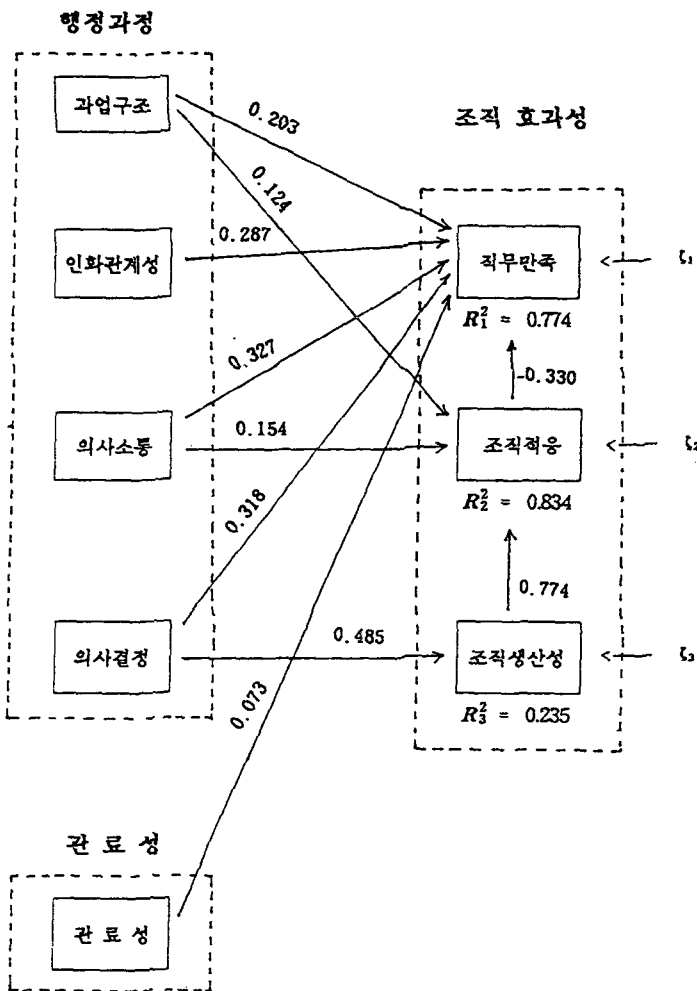 행정과정
과업구조
0.203
조직 효과성
0.124
인화관계성
0.287
직무만족
ζ₁
R₁² = 0.774
0.327
-0.330
의사소통
0.154
조직적응
ζ₂
R₂² = 0.834
0.318
0.774
의사결정
0.485
조직생산성
ζ₃
R₃² = 0.235
0.073
관 료 성
관 료 성